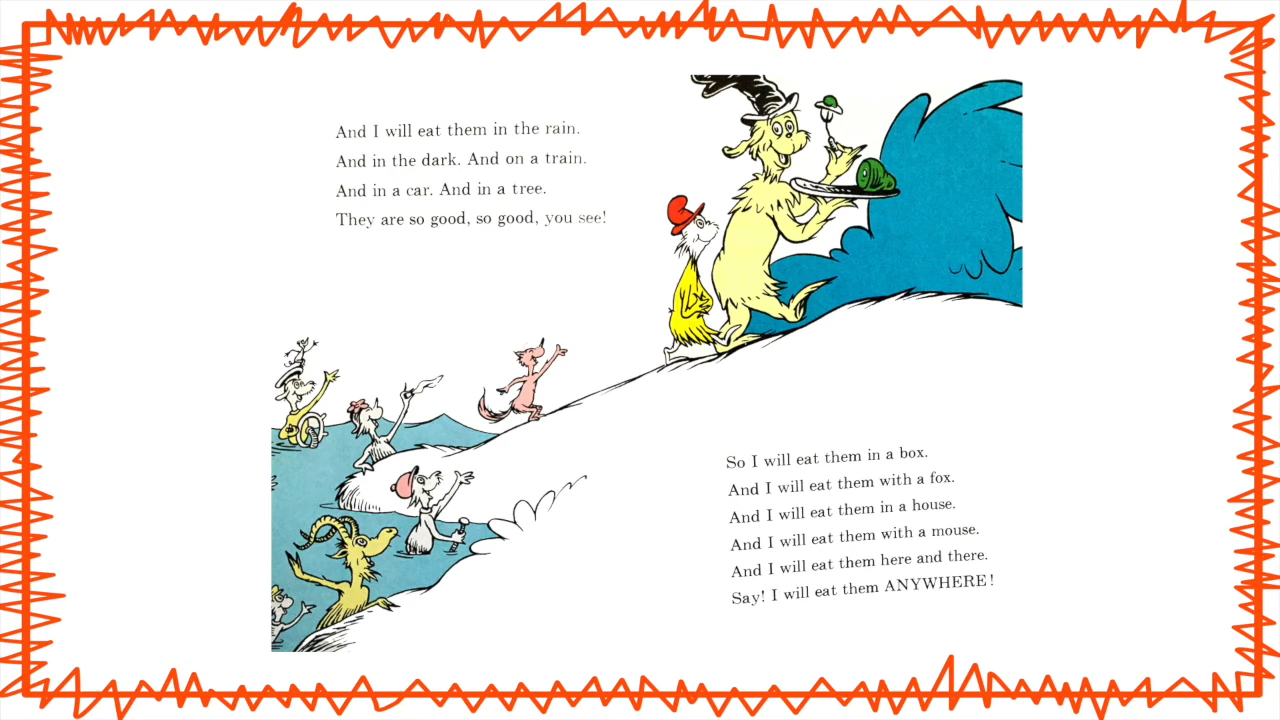 And I will eat them in the rain.
And in the dark. And on a train.
And in a car. And in a tree.
They are so good, so good, you see!
So I will eat them in a box.
And I will eat them with a fox.
And I will eat them in a house.
And I will eat them with a mouse.
And I will eat them here and there.
Say! I will eat them ANYWHERE!